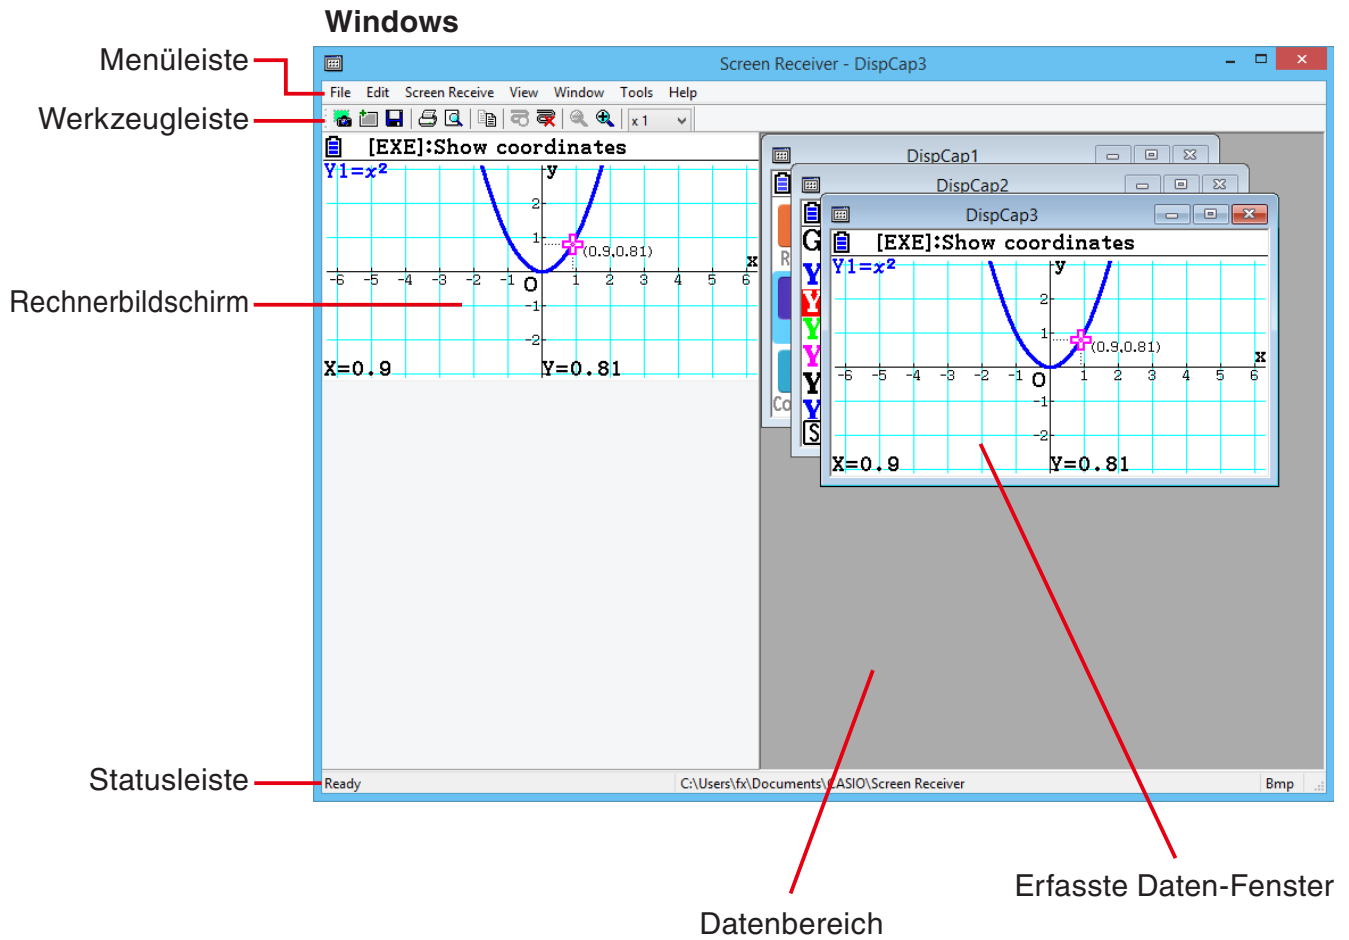 Windows
Menüleiste
Screen Receiver - DispCap3
File Edit Screen Receive View Window Tools Help
Werkzeugleiste
x 1
[EXE]:Show coordinates
Y1=x²
y
2
1
(0.9,0.81)
x
-6 -5 -4 -3 -2 -1 O 1 2 3 4 5 6
-1
-2
X=0.9 Y=0.81
Rechnerbildschirm
DispCap1
R
Co
DispCap2
G
Y
Y
Y
Y
Y
Y
S
DispCap3
[EXE]:Show coordinates
Y1=x²
y
2
1
(0.9,0.81)
x
-6 -5 -4 -3 -2 -1 O 1 2 3 4 5 6
-1
-2
X=0.9 Y=0.81
Statusleiste
Ready C:\Users\fx\Documents\CASIO\Screen Receiver Bmp
Erfasste Daten-Fenster
Datenbereich